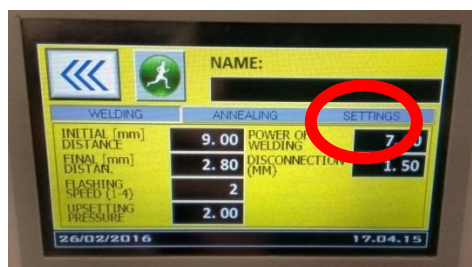 NAME:
WELDING ANNEALING SETTINGS
INITIAL [mm] DISTANCE 9.00 POWER OF WELDING
FINAL [mm] DISTAN. 2.80 DISCONNECTION (MM) 1.50
FLASHING SPEED (1-4) 2
UPSETTING PRESSURE 2.00
26/02/2016 17.04.15